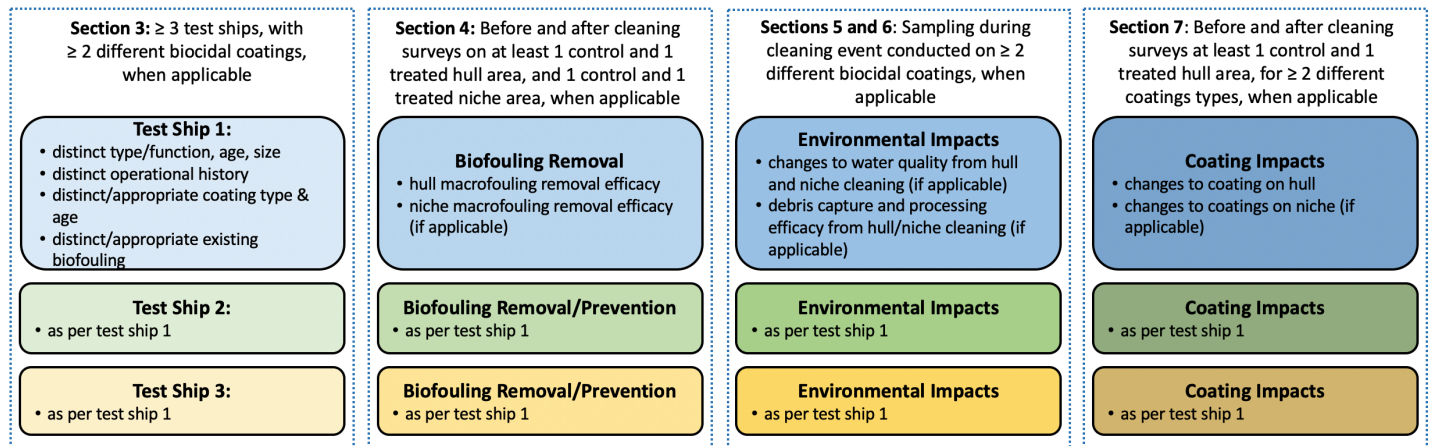 Section 3: ≥ 3 test ships, with
≥ 2 different biocidal coatings,
when applicable
Test Ship 1:
• distinct type/function, age, size
• distinct operational history
• distinct/appropriate coating type &
age
• distinct/appropriate existing
biofouling
Test Ship 2:
• as per test ship 1
Test Ship 3:
• as per test ship 1
Section 4: Before and after cleaning
surveys on at least 1 control and 1
treated hull area, and 1 control and 1
treated niche area, when applicable
Biofouling Removal
• hull macrofouling removal efficacy
• niche macrofouling removal efficacy
(if applicable)
Biofouling Removal/Prevention
• as per test ship 1
Biofouling Removal/Prevention
• as per test ship 1
Sections 5 and 6: Sampling during
cleaning event conducted on ≥ 2
different biocidal coatings, when
applicable
Environmental Impacts
• changes to water quality from hull
and niche cleaning (if applicable)
• debris capture and processing
efficacy from hull/niche cleaning (if
applicable)
Environmental Impacts
• as per test ship 1
Environmental Impacts
• as per test ship 1
Section 7: Before and after cleaning
surveys at least 1 control and 1
treated hull area, for ≥ 2 different
coatings types, when applicable
Coating Impacts
• changes to coating on hull
• changes to coatings on niche (if
applicable)
Coating Impacts
• as per test ship 1
Coating Impacts
• as per test ship 1